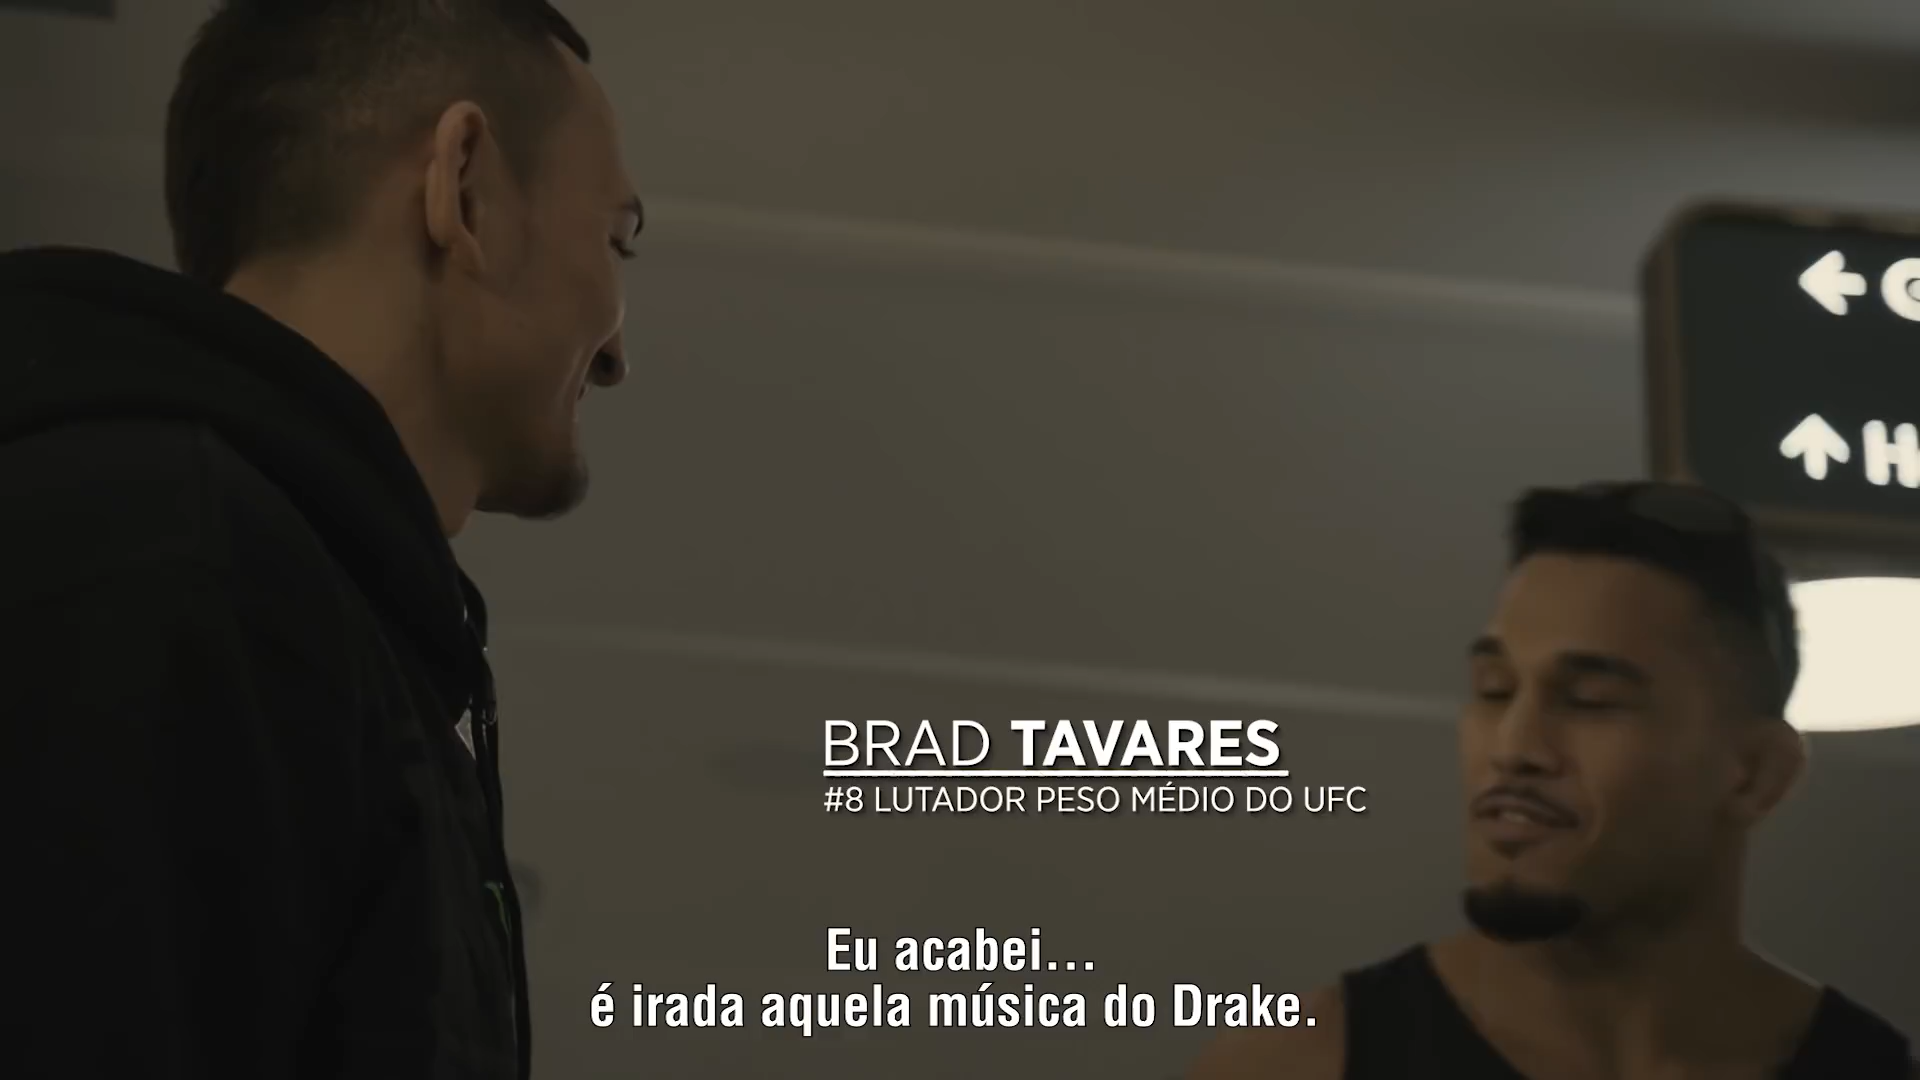 BRAD TAVARES
#8 LUTADOR PESO MÉDIO DO UFC
Eu acabei...
é irada aquela música do Drake.